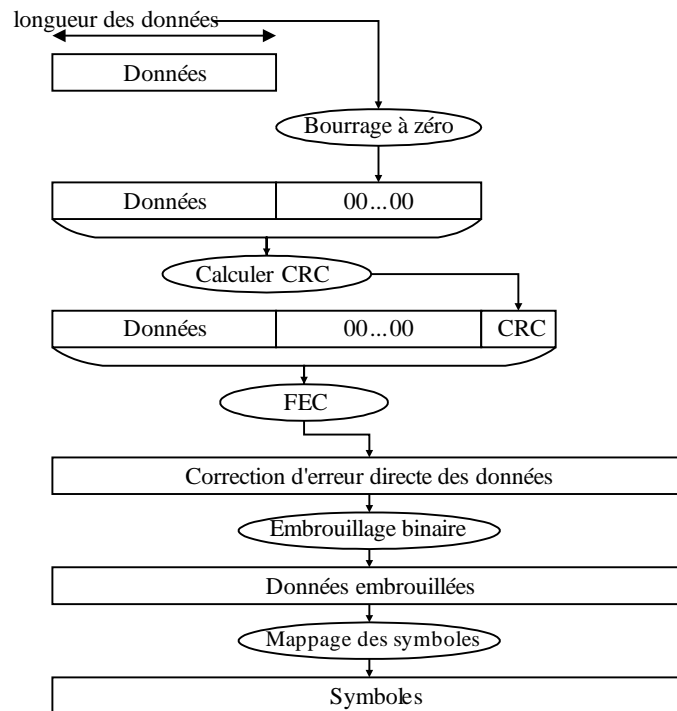 longueur des données
Données
Bourrage à zéro
Données 00...00
Calculer CRC
Données 00...00 CRC
FEC
Correction d'erreur directe des données
Embrouillage binaire
Données embrouillées
Mappage des symboles
Symboles